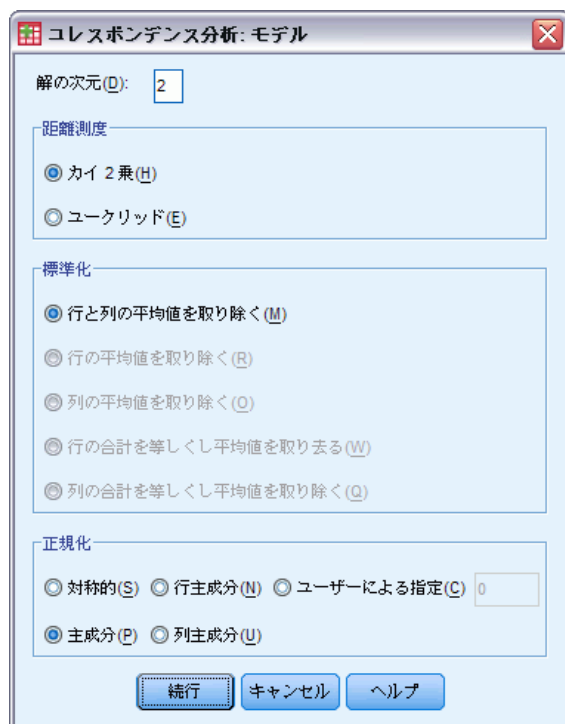 コレスポンデンス分析: モデル
解の次元(D): 2
距離測度
カイ 2 乗(H)
ユークリッド(E)
標準化
行と列の平均値を取り除く(M)
行の平均値を取り除く(R)
列の平均値を取り除く(O)
行の合計を等しくし平均値を取り去る(W)
列の合計を等しくし平均値を取り除く(Q)
正規化
対称的(S) 行主成分(N) ユーザーによる指定(C) 0
主成分(P) 列主成分(U)
続行 キャンセル ヘルプ